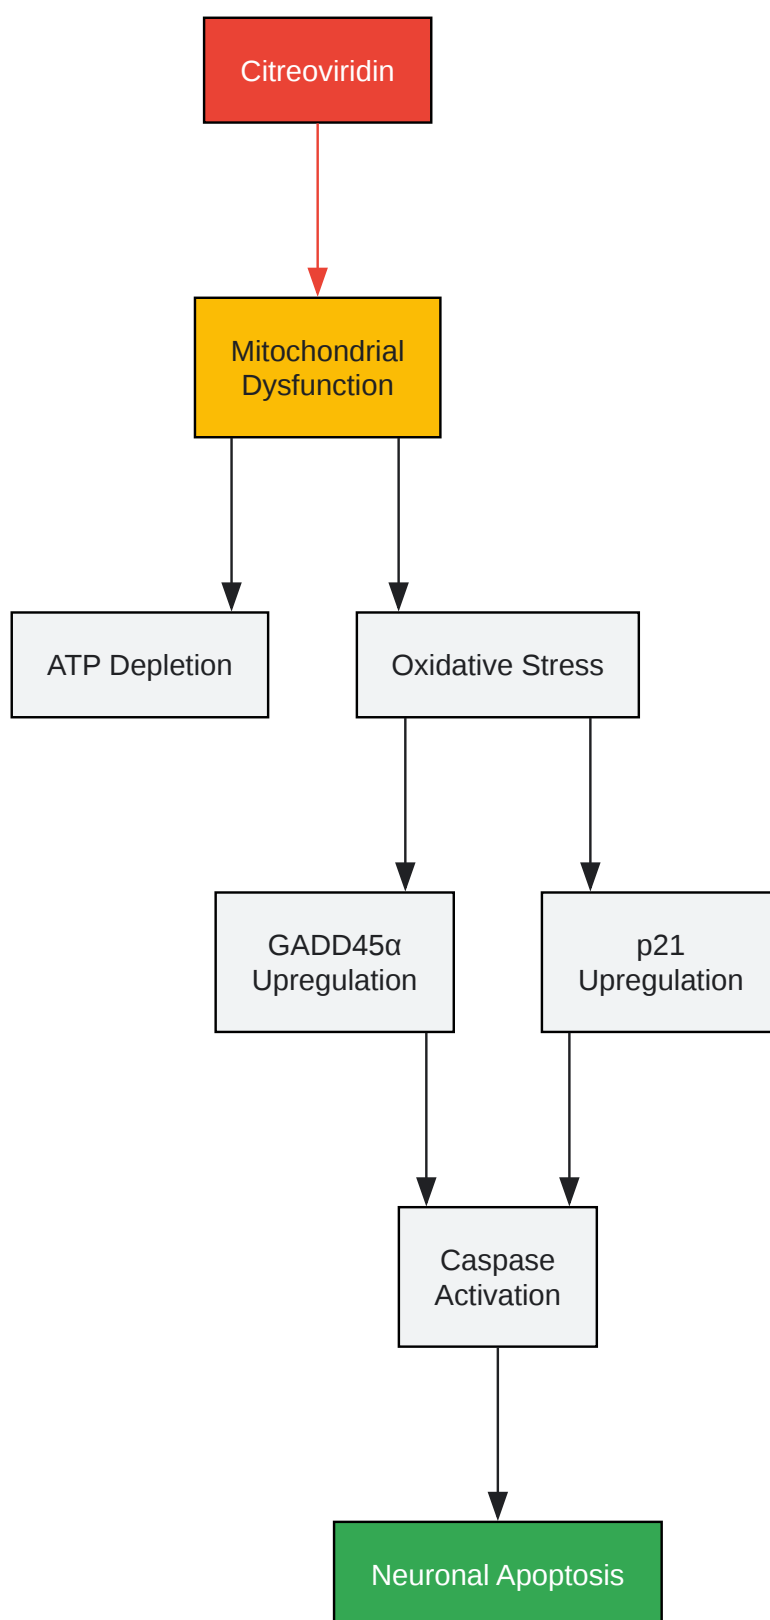 Citreoviridin
Mitochondrial
Dysfunction
ATP Depletion
Oxidative Stress
GADD45α
Upregulation
p21
Upregulation
Caspase
Activation
Neuronal Apoptosis